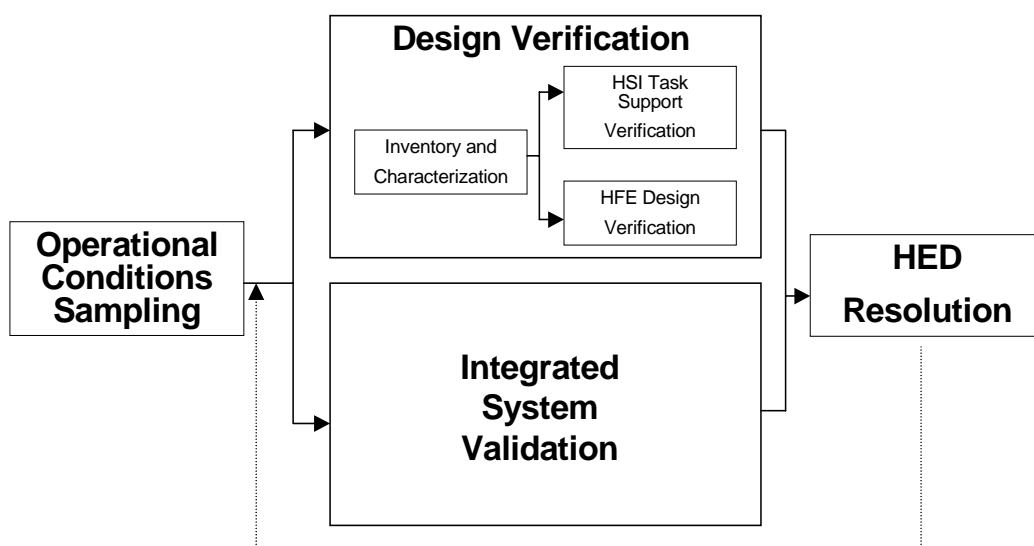 Design Verification
HSI Task
Support
Verification
Inventory and
Characterization
HFE Design
Verification
Operational
Conditions
Sampling
HED
Resolution
Integrated
System
Validation